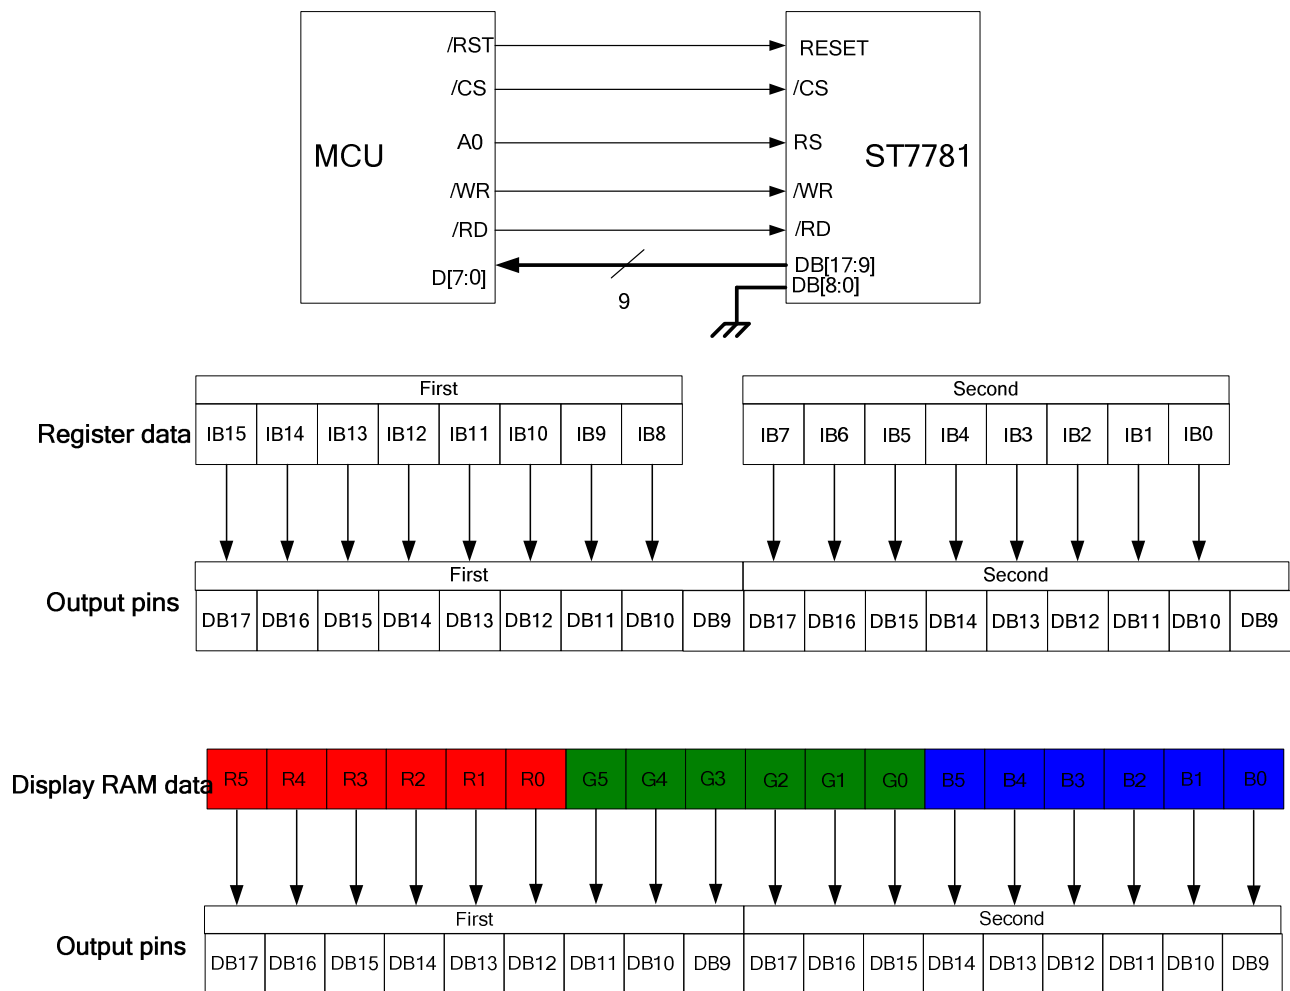 /RST RESET
/CS /CS
MCU A0 RS ST7781
/WR /WR
/RD /RD
D[7:0] DB[17:9]
9 DB[8:0]
First Second
Register data IB15 IB14 IB13 IB12 IB11 IB10 IB9 IB8 IB7 IB6 IB5 IB4 IB3 IB2 IB1 IB0
First Second
Output pins DB17 DB16 DB15 DB14 DB13 DB12 DB11 DB10 DB9 DB17 DB16 DB15 DB14 DB13 DB12 DB11 DB10 DB9
Display RAM data R5 R4 R3 R2 R1 R0 G5 G4 G3 G2 G1 G0 B5 B4 B3 B2 B1 B0
First Second
Output pins DB17 DB16 DB15 DB14 DB13 DB12 DB11 DB10 DB9 DB17 DB16 DB15 DB14 DB13 DB12 DB11 DB10 DB9